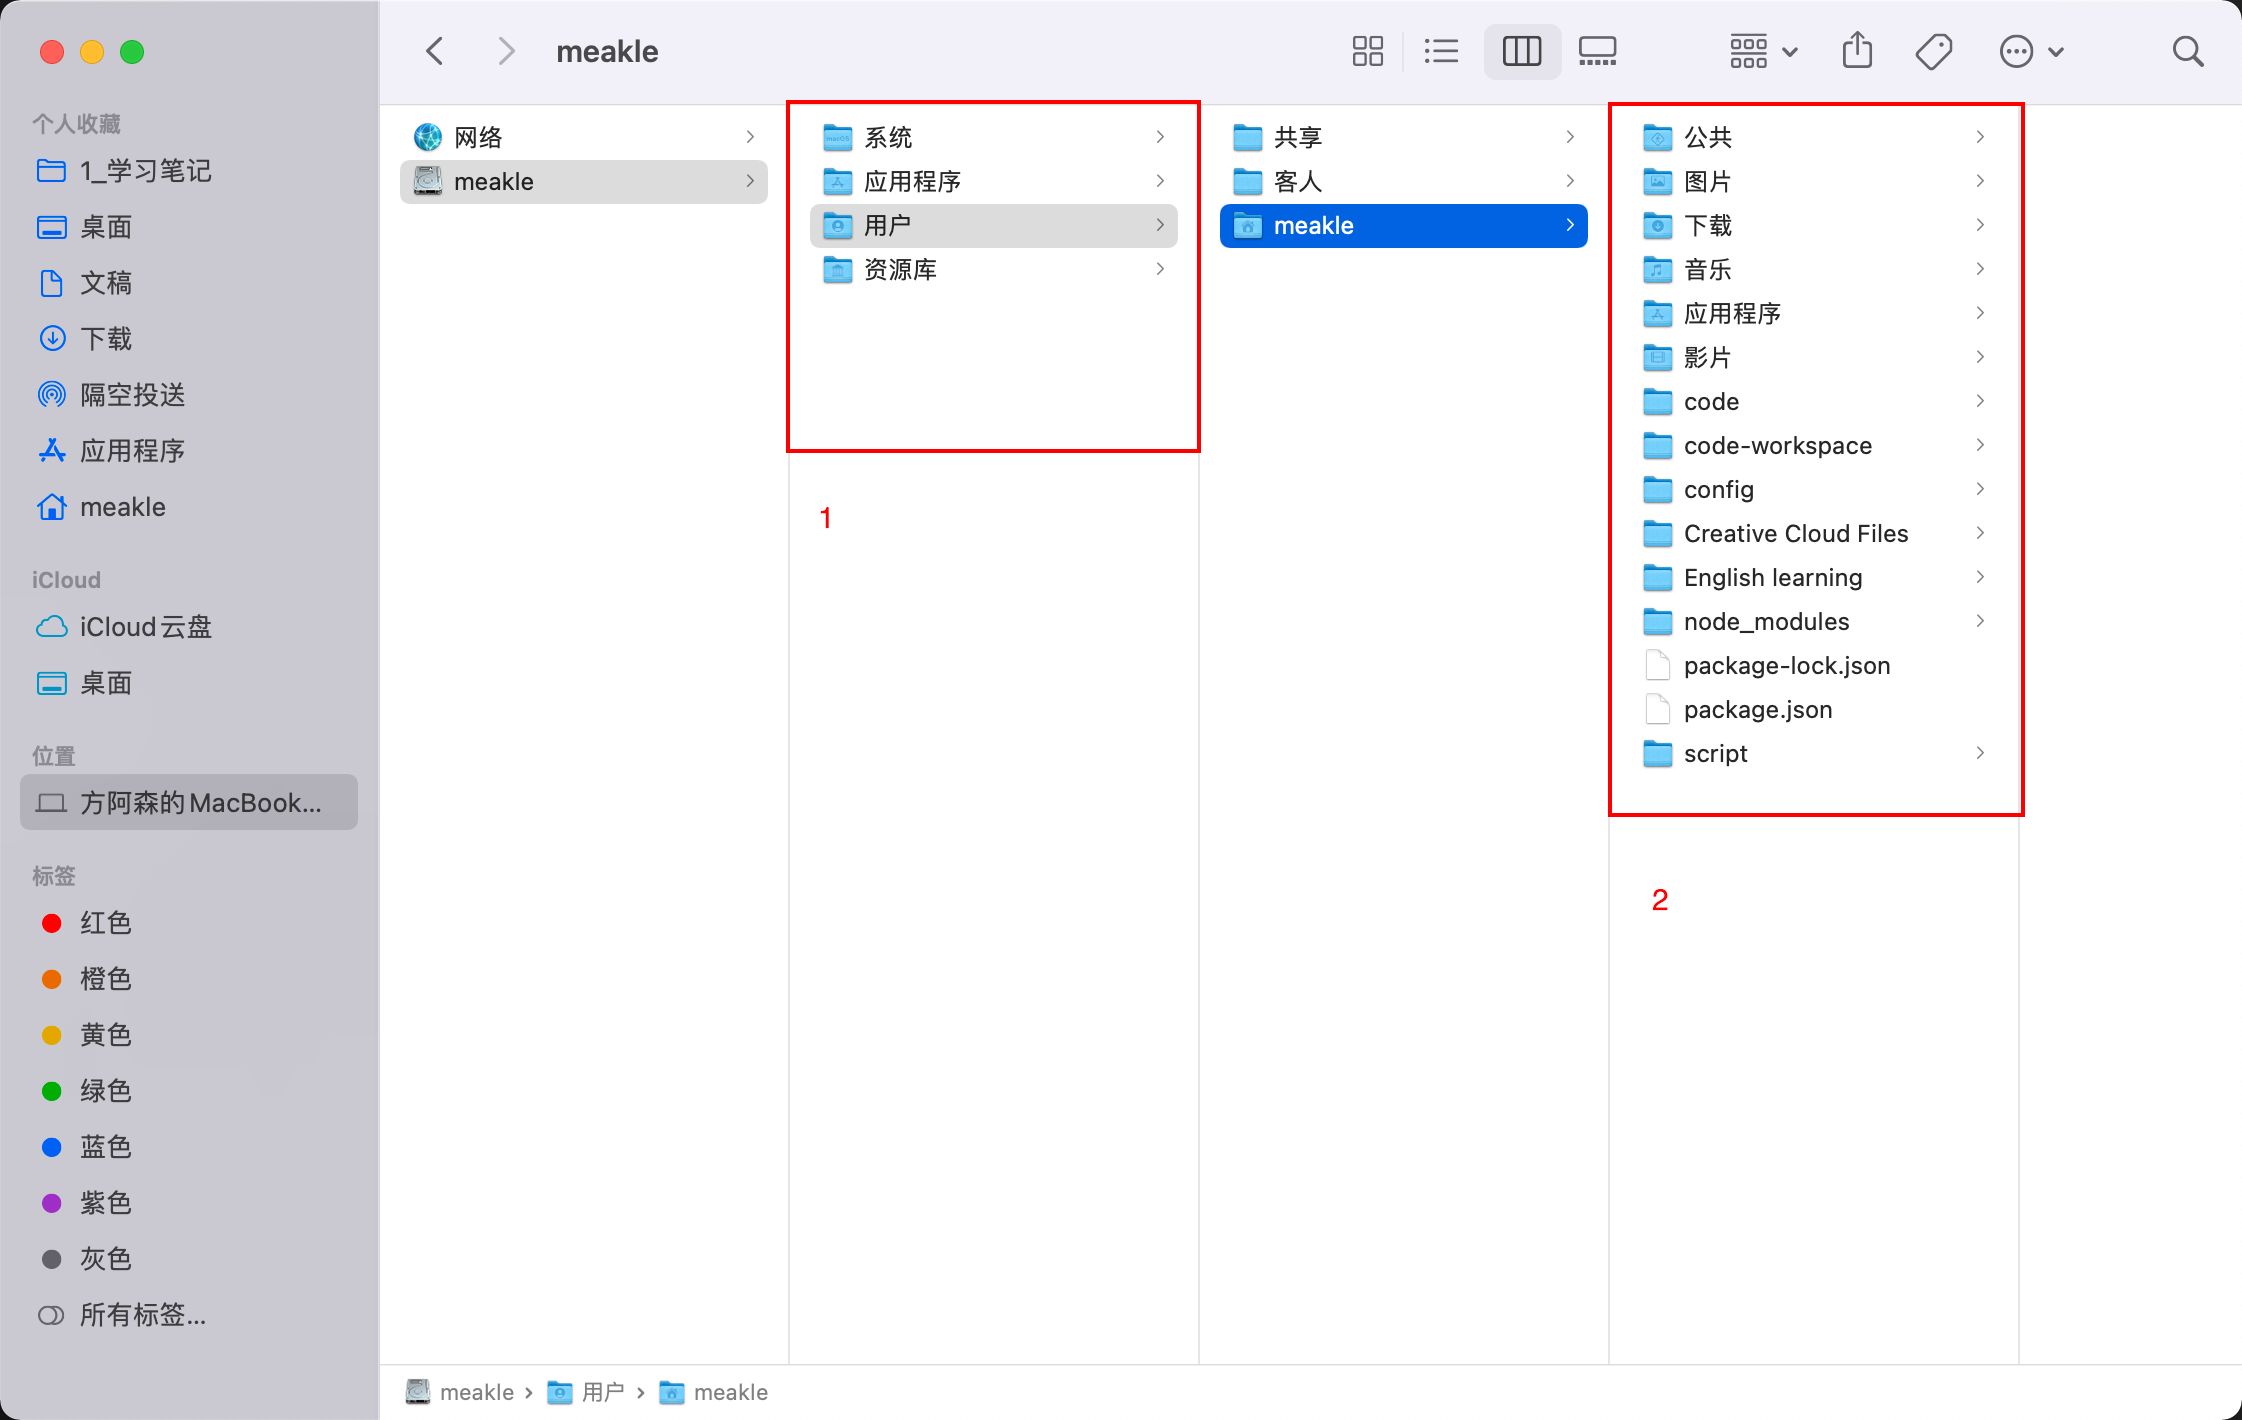 meakle
个人收藏
1_学习笔记
桌面
文稿
下载
隔空投送
应用程序
meakle
iCloud
iCloud云盘
桌面
位置
方阿森的MacBook...
标签
红色
橙色
黄色
绿色
蓝色
紫色
灰色
所有标签...
网络
meakle
系统
应用程序
用户
资源库
1
共享
客人
meakle
公共
图片
下载
音乐
应用程序
影片
code
code-workspace
config
Creative Cloud Files
English learning
node_modules
package-lock.json
package.json
script
2
meakle › 用户 › meakle